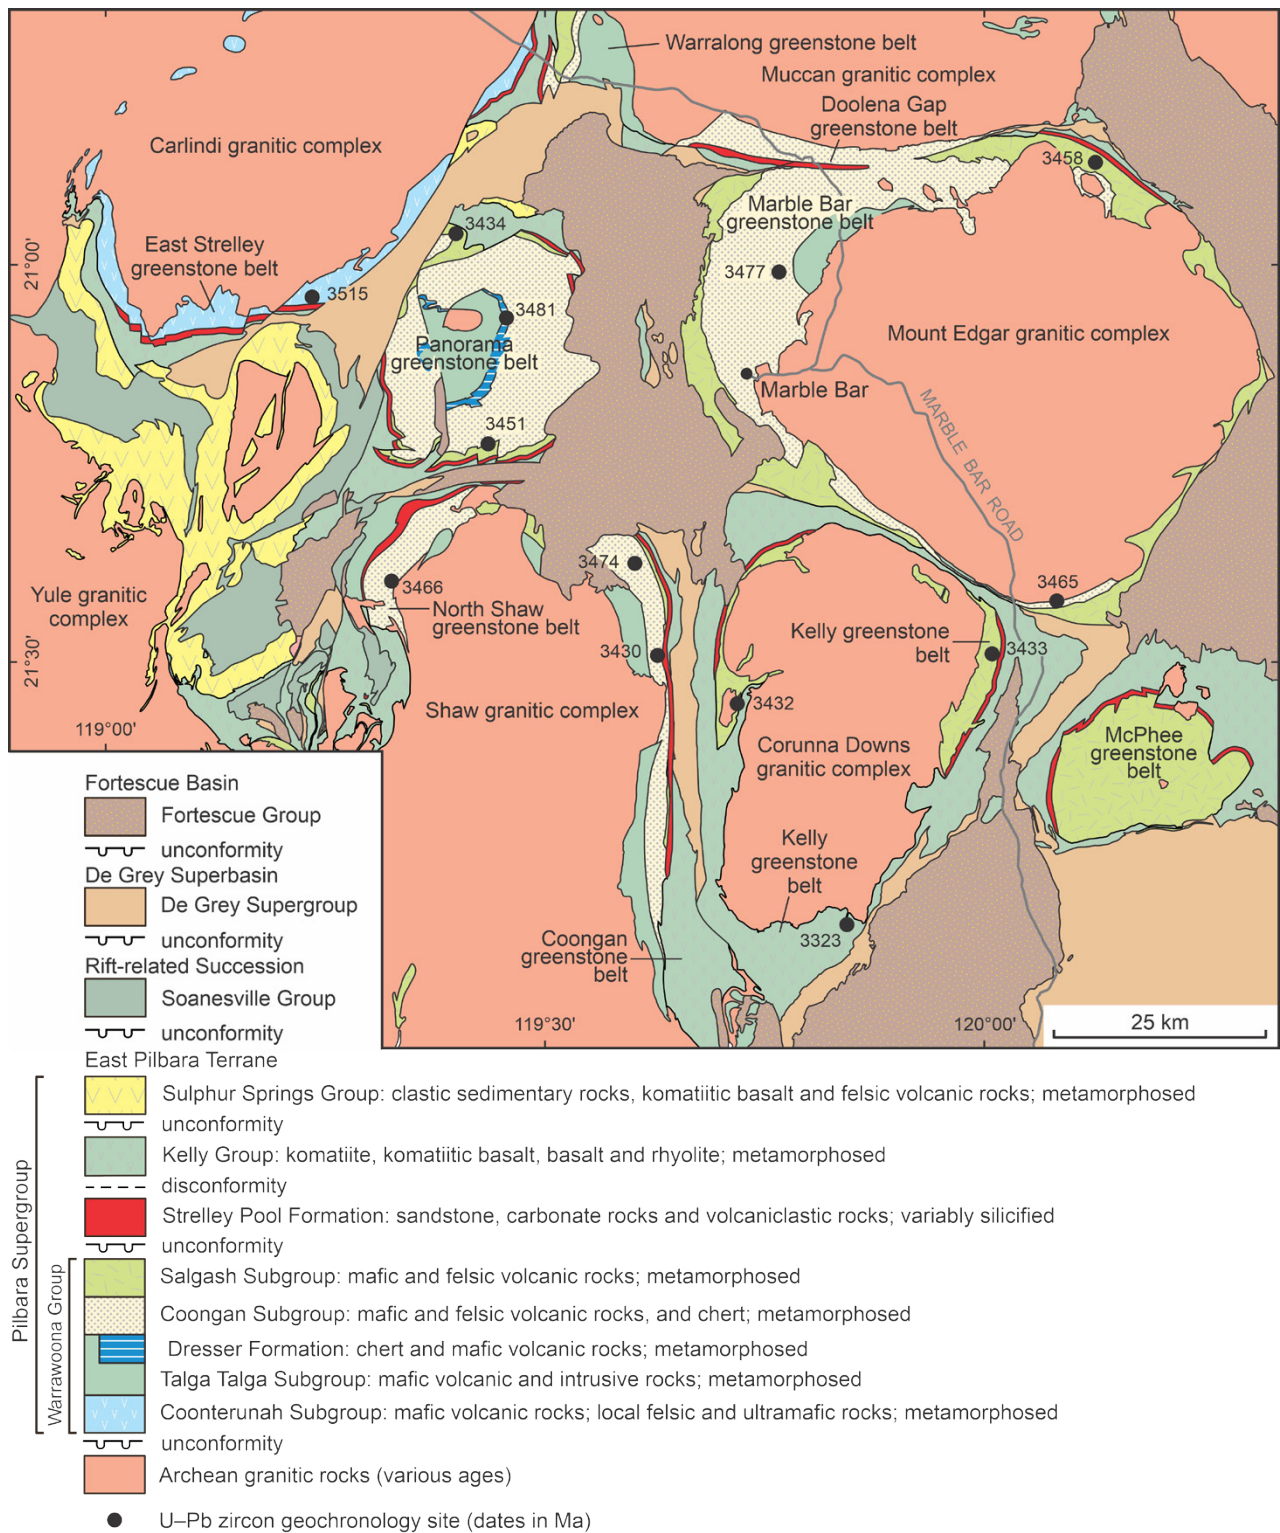 Warralong greenstone belt
Muccan granitic complex
Doolena Gap
greenstone belt
Carlindi granitic complex
3458
Marble Bar
greenstone belt
3434
East Strelley
greenstone belt
21°00'
3477
3515
3481
Mount Edgar granitic complex
Panorama
greenstone belt
Marble Bar
MARBLE BAR ROAD
3451
3474
3465
3466
Yule granitic
complex
North Shaw
greenstone belt
Kelly greenstone
belt
3430
3433
21°30'
3432
Shaw granitic complex
119°00'
Corunna Downs
granitic complex
McPhee
greenstone
belt
Kelly
greenstone
belt
3323
Coongan
greenstone
belt
119°30'
120°00'
25 km
Fortescue Basin
Fortescue Group
unconformity
De Grey Superbasin
De Grey Supergroup
unconformity
Rift-related Succession
Soanesville Group
unconformity
East Pilbara Terrane
Pilbara Supergroup
Sulphur Springs Group: clastic sedimentary rocks, komatiitic basalt and felsic volcanic rocks; metamorphosed
unconformity
Kelly Group: komatiite, komatiitic basalt, basalt and rhyolite; metamorphosed
disconformity
Strelley Pool Formation: sandstone, carbonate rocks and volcaniclastic rocks; variably silicified
unconformity
Warrawoona Group
Salgash Subgroup: mafic and felsic volcanic rocks; metamorphosed
Coongan Subgroup: mafic and felsic volcanic rocks, and chert; metamorphosed
Dresser Formation: chert and mafic volcanic rocks; metamorphosed
Talga Talga Subgroup: mafic volcanic and intrusive rocks; metamorphosed
Coonterunah Subgroup: mafic volcanic rocks; local felsic and ultramafic rocks; metamorphosed
unconformity
Archean granitic rocks (various ages)
U–Pb zircon geochronology site (dates in Ma)